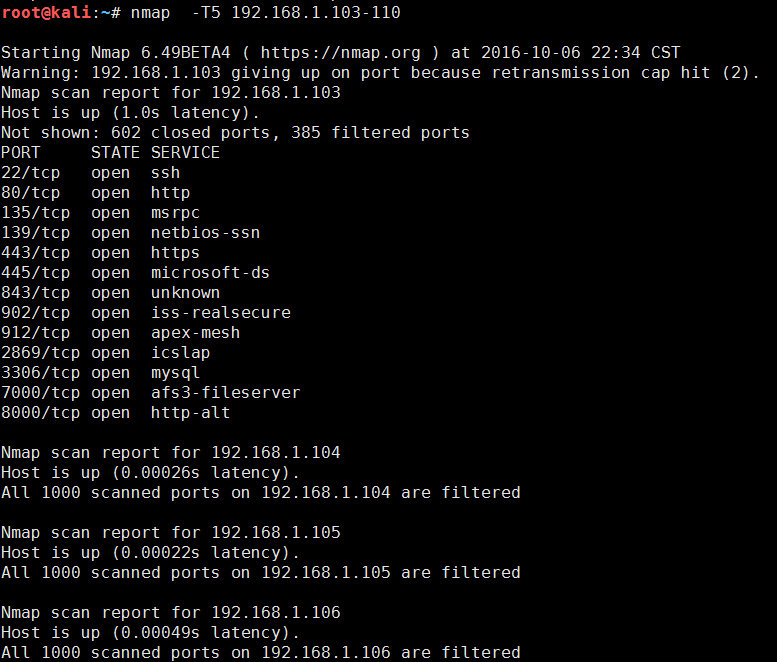 root@kali:~# nmap  -T5 192.168.1.103-110

Starting Nmap 6.49BETA4 ( https://nmap.org ) at 2016-10-06 22:34 CST
Warning: 192.168.1.103 giving up on port because retransmission cap hit (2).
Nmap scan report for 192.168.1.103
Host is up (1.0s latency).
Not shown: 602 closed ports, 385 filtered ports
PORT     STATE SERVICE
22/tcp   open  ssh
80/tcp   open  http
135/tcp  open  msrpc
139/tcp  open  netbios-ssn
443/tcp  open  https
445/tcp  open  microsoft-ds
843/tcp  open  unknown
902/tcp  open  iss-realsecure
912/tcp  open  apex-mesh
2869/tcp open  icslap
3306/tcp open  mysql
7000/tcp open  afs3-fileserver
8000/tcp open  http-alt

Nmap scan report for 192.168.1.104
Host is up (0.00026s latency).
All 1000 scanned ports on 192.168.1.104 are filtered

Nmap scan report for 192.168.1.105
Host is up (0.00022s latency).
All 1000 scanned ports on 192.168.1.105 are filtered

Nmap scan report for 192.168.1.106
Host is up (0.00049s latency).
All 1000 scanned ports on 192.168.1.106 are filtered